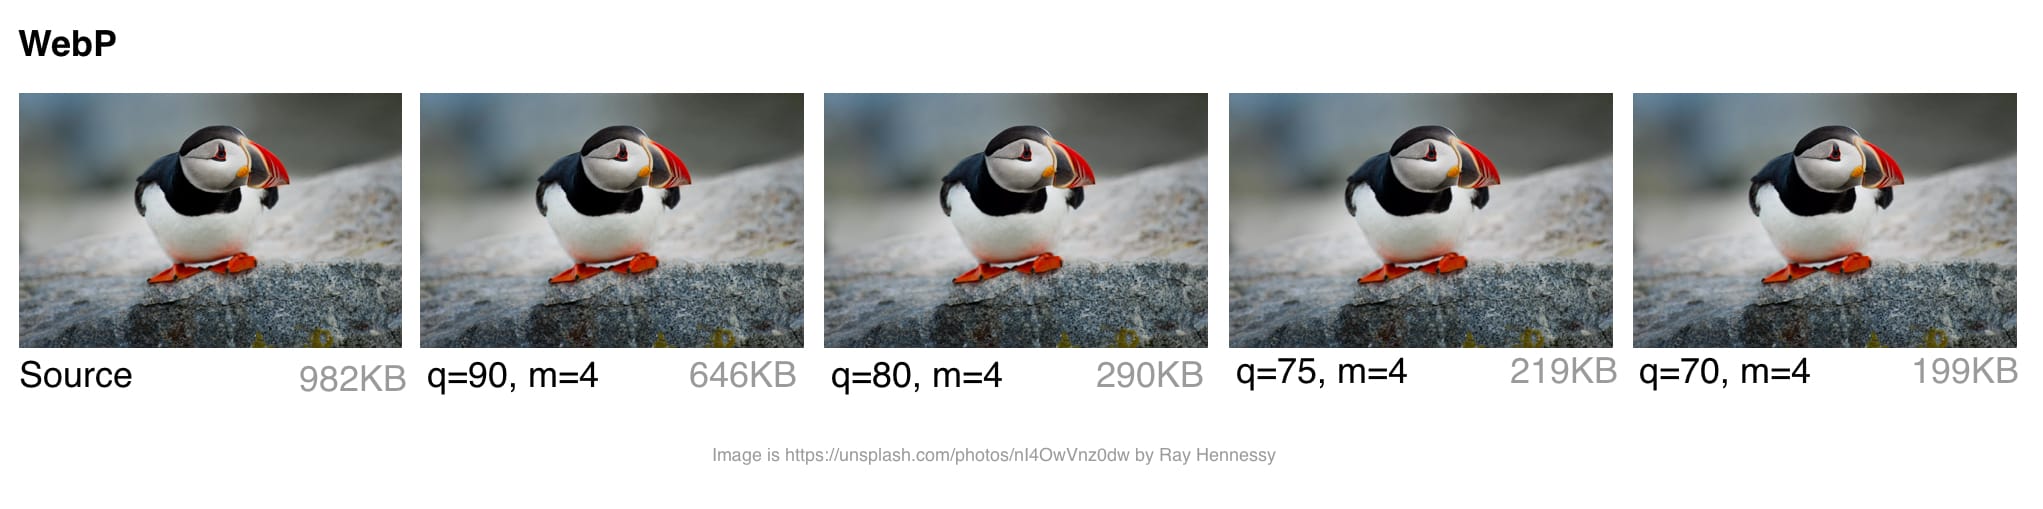 WebP
Source 982KB q=90, m=4 646KB q=80, m=4 290KB q=75, m=4 219KB q=70, m=4 199KB
Image is https://unsplash.com/photos/nI4OwVnz0dw by Ray Hennessy